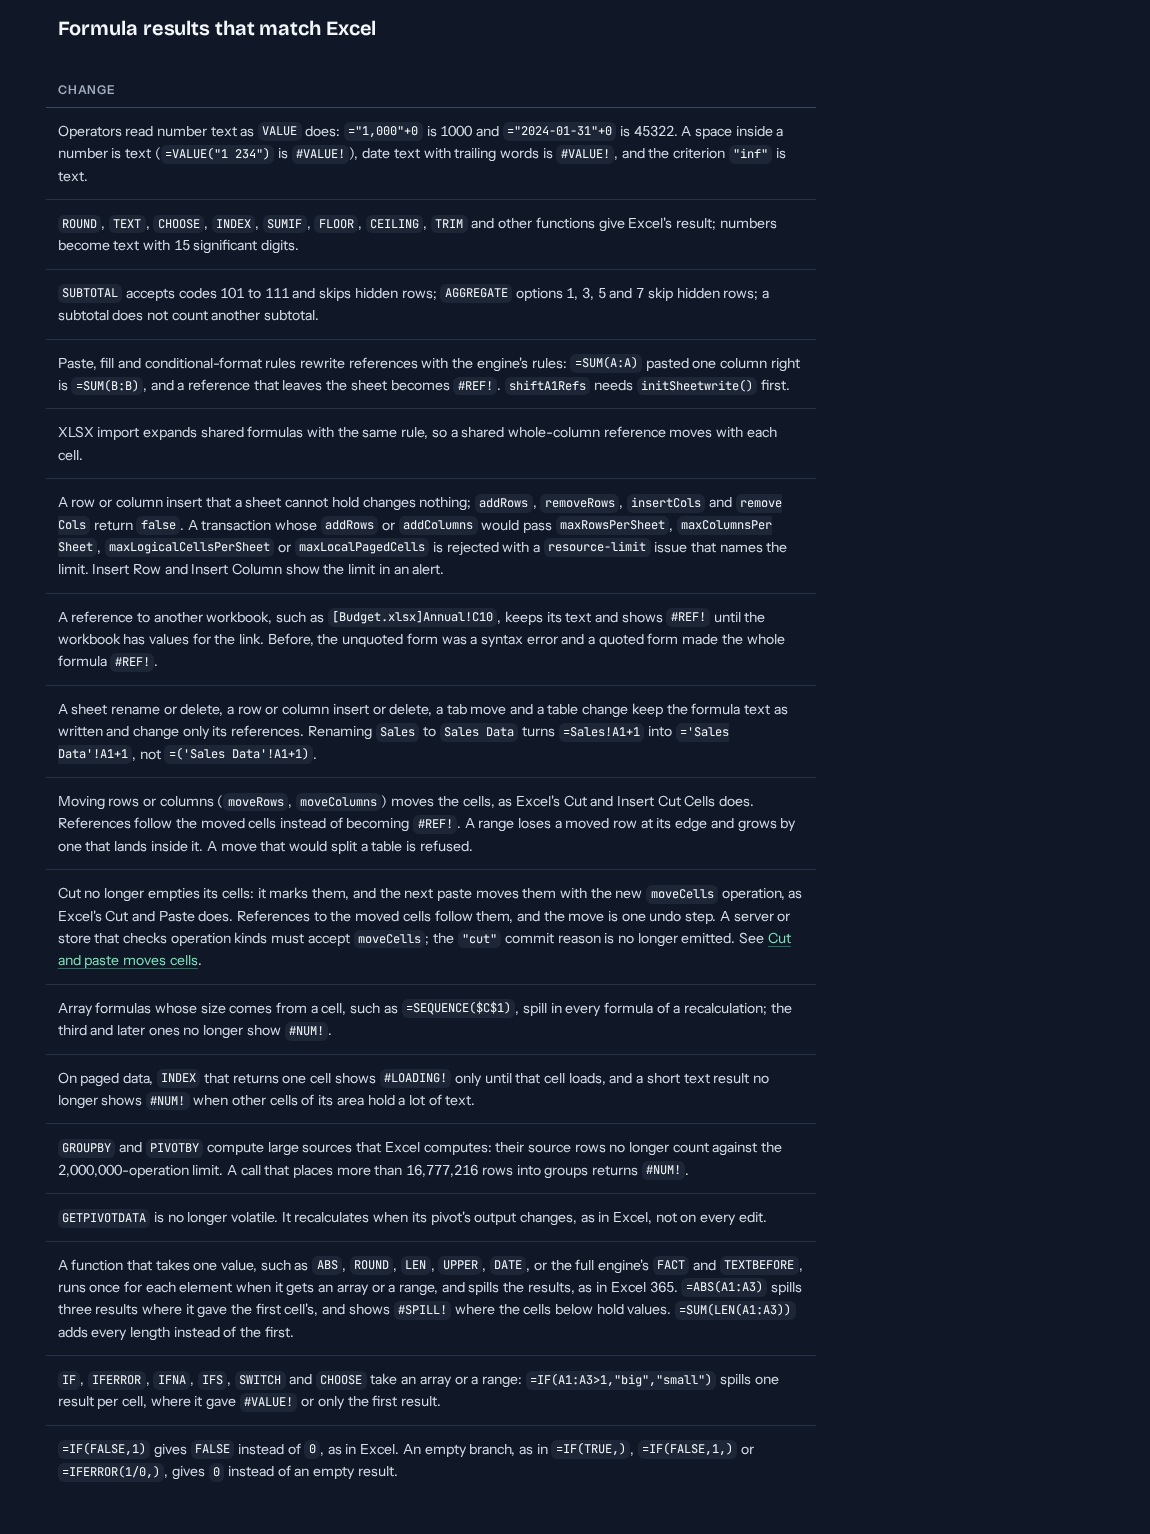 Formula results that match Excel
CHANGE
Operators read number text as VALUE does: ="1,000"+0 is 1000 and ="2024-01-31"+0 is 45322. A space inside a
number is text (=VALUE("1 234") is #VALUE!), date text with trailing words is #VALUE!, and the criterion "inf" is
text.
ROUND, TEXT, CHOOSE, INDEX, SUMIF, FLOOR, CEILING, TRIM and other functions give Excel's result; numbers
become text with 15 significant digits.
SUBTOTAL accepts codes 101 to 111 and skips hidden rows; AGGREGATE options 1, 3, 5 and 7 skip hidden rows; a
subtotal does not count another subtotal.
Paste, fill and conditional-format rules rewrite references with the engine's rules: =SUM(A:A) pasted one column right
is =SUM(B:B), and a reference that leaves the sheet becomes #REF!. shiftA1Refs needs initSheetwrite() first.
XLSX import expands shared formulas with the same rule, so a shared whole-column reference moves with each
cell.
A row or column insert that a sheet cannot hold changes nothing; addRows, removeRows, insertCols and remove
Cols return false. A transaction whose addRows or addColumns would pass maxRowsPerSheet, maxColumnsPer
Sheet, maxLogicalCellsPerSheet or maxLocalPagedCells is rejected with a resource-limit issue that names the
limit. Insert Row and Insert Column show the limit in an alert.
A reference to another workbook, such as [Budget.xlsx]Annual!C10, keeps its text and shows #REF! until the
workbook has values for the link. Before, the unquoted form was a syntax error and a quoted form made the whole
formula #REF!.
A sheet rename or delete, a row or column insert or delete, a tab move and a table change keep the formula text as
written and change only its references. Renaming Sales to Sales Data turns =Sales!A1+1 into ='Sales
Data'!A1+1, not =('Sales Data'!A1+1).
Moving rows or columns (moveRows, moveColumns) moves the cells, as Excel's Cut and Insert Cut Cells does.
References follow the moved cells instead of becoming #REF!. A range loses a moved row at its edge and grows by
one that lands inside it. A move that would split a table is refused.
Cut no longer empties its cells: it marks them, and the next paste moves them with the new moveCells operation, as
Excel's Cut and Paste does. References to the moved cells follow them, and the move is one undo step. A server or
store that checks operation kinds must accept moveCells; the "cut" commit reason is no longer emitted. See Cut
and paste moves cells.
Array formulas whose size comes from a cell, such as =SEQUENCE($C$1), spill in every formula of a recalculation; the
third and later ones no longer show #NUM!.
On paged data, INDEX that returns one cell shows #LOADING! only until that cell loads, and a short text result no
longer shows #NUM! when other cells of its area hold a lot of text.
GROUPBY and PIVOTBY compute large sources that Excel computes: their source rows no longer count against the
2,000,000-operation limit. A call that places more than 16,777,216 rows into groups returns #NUM!.
GETPIVOTDATA is no longer volatile. It recalculates when its pivot's output changes, as in Excel, not on every edit.
A function that takes one value, such as ABS, ROUND, LEN, UPPER, DATE, or the full engine's FACT and TEXTBEFORE,
runs once for each element when it gets an array or a range, and spills the results, as in Excel 365. =ABS(A1:A3) spills
three results where it gave the first cell's, and shows #SPILL! where the cells below hold values. =SUM(LEN(A1:A3))
adds every length instead of the first.
IF, IFERROR, IFNA, IFS, SWITCH and CHOOSE take an array or a range: =IF(A1:A3>1,"big","small") spills one
result per cell, where it gave #VALUE! or only the first result.
=IF(FALSE,1) gives FALSE instead of 0, as in Excel. An empty branch, as in =IF(TRUE,), =IF(FALSE,1,) or
=IFERROR(1/0,), gives 0 instead of an empty result.